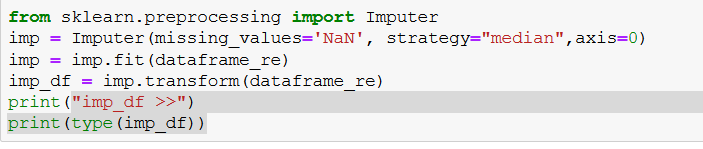 from sklearn.preprocessing import Imputer
imp = Imputer(missing_values='NaN', strategy="median",axis=0)
imp = imp.fit(dataframe_re)
imp_df = imp.transform(dataframe_re)
print("imp_df >>")
print(type(imp_df))